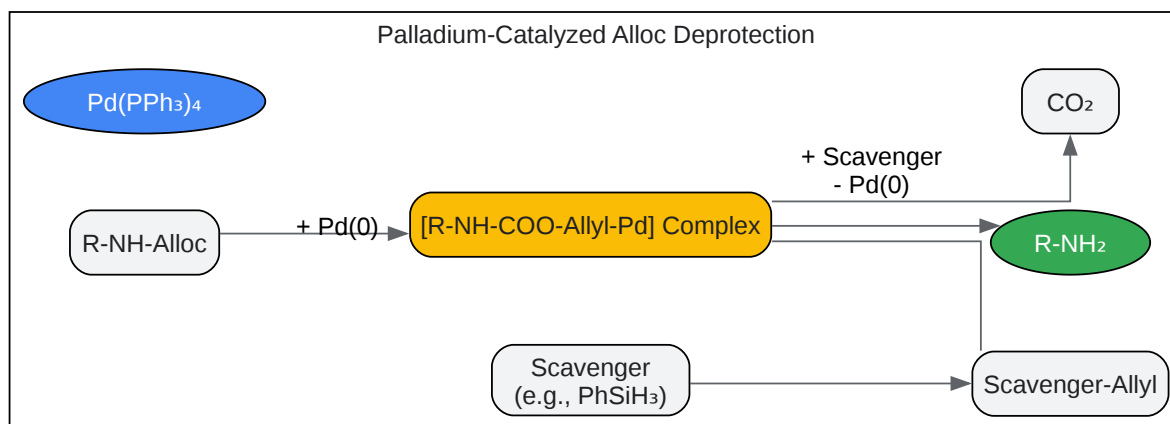 Palladium-Catalyzed Alloc Deprotection
Pd(PPh₃)₄
CO₂
+ Scavenger
- Pd(0)
R-NH-Alloc
+ Pd(0)
[R-NH-COO-Allyl-Pd] Complex
R-NH₂
Scavenger
(e.g., PhSiH₃)
Scavenger-Allyl